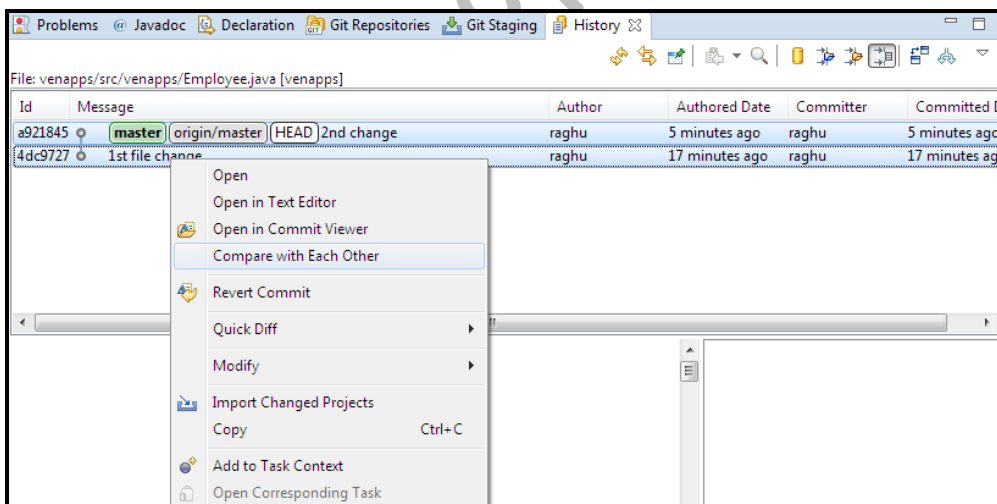 Problems @ Javadoc Declaration Git Repositories Git Staging History
File: venapps/src/venapps/Employee.java [venapps]
Id Message Author Authored Date Committer Committed
a921845 master origin/master HEAD 2nd change raghu 5 minutes ago raghu 5 minutes ago
4dc9727 1st file change raghu 17 minutes ago raghu 17 minutes
Open
Open in Text Editor
Open in Commit Viewer
Compare with Each Other
Revert Commit
Quick Diff
Modify
Import Changed Projects
Copy Ctrl+C
Add to Task Context
Open Corresponding Task